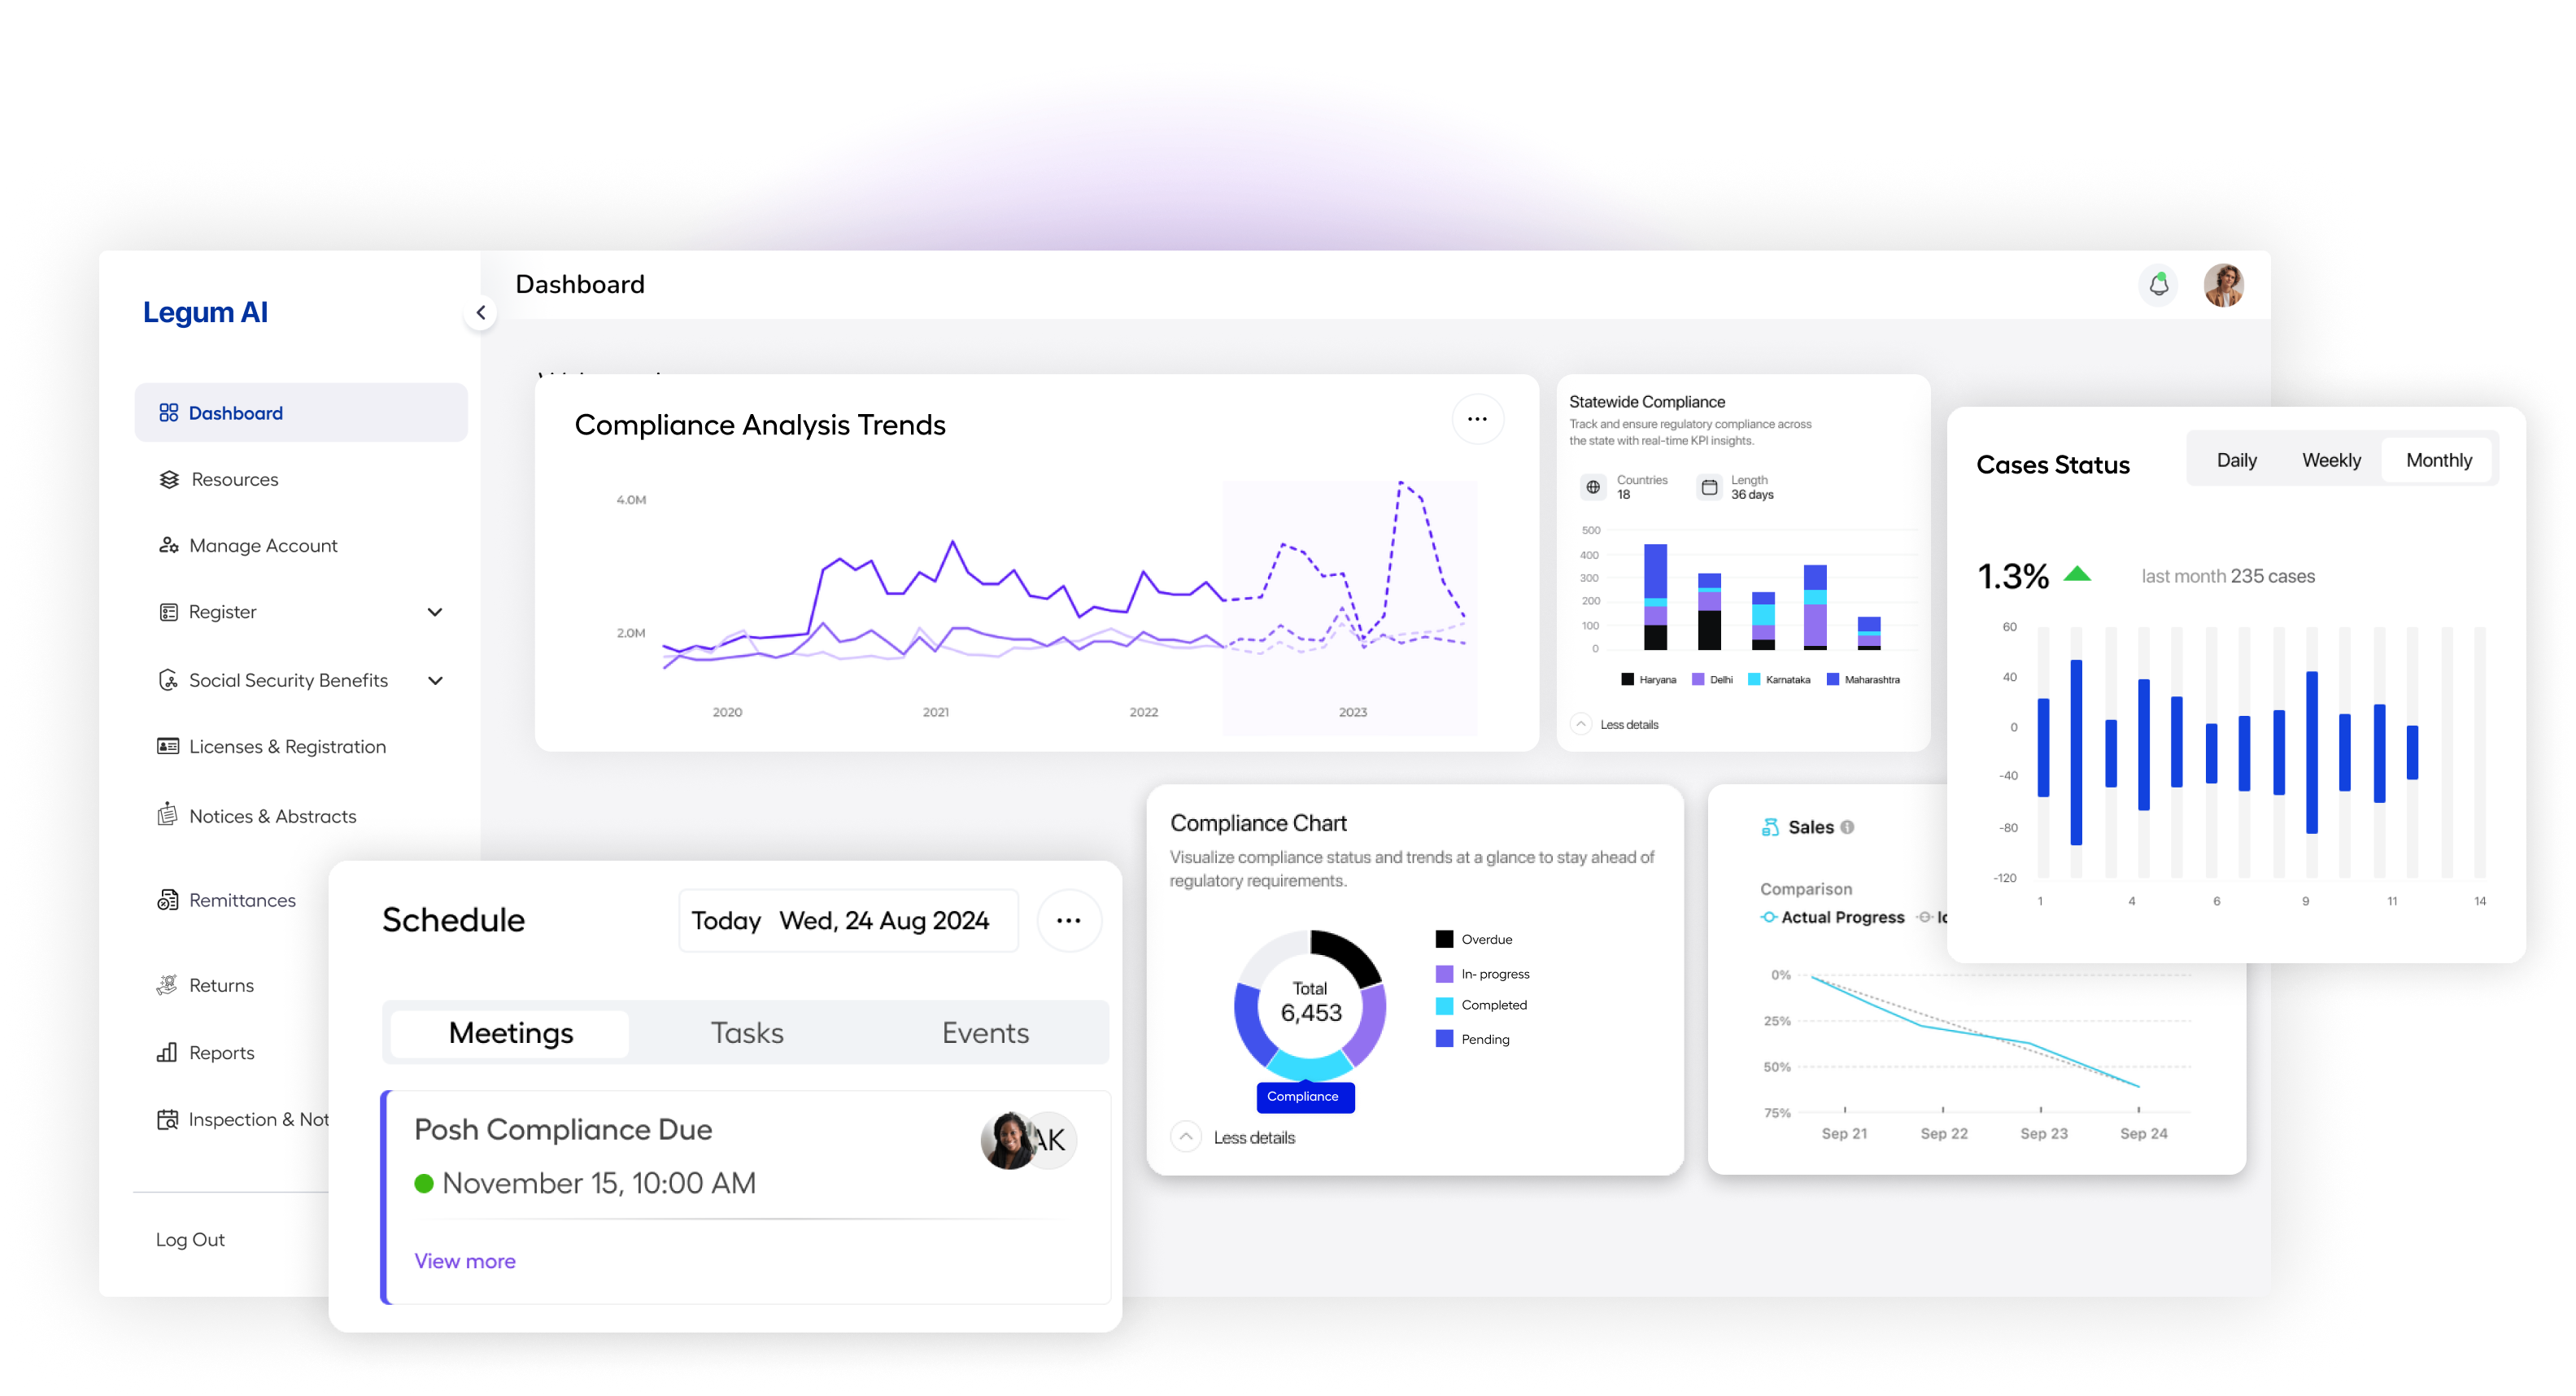 Legum AI
Dashboard
Resources
Manage Account
Register
Social Security Benefits
Licenses & Registration
Notices & Abstracts
Remittances
Returns
Reports
Inspection & Not
Log Out
Dashboard
Compliance Analysis Trends
4.0M
2.0M
2020 2021 2022 2023
Statewide Compliance
Track and ensure regulatory compliance across
the state with real-time KPI insights.
Countries
18
Length
36 days
500
400
300
200
100
0
Haryana Delhi Karnataka Maharashtra
Less details
Cases Status
Daily Weekly Monthly
1.3%
last month 235 cases
60
40
0
-40
-80
-120
1 4 6 9 11 14
Schedule
Today Wed, 24 Aug 2024
Meetings Tasks Events
Posh Compliance Due
AK
November 15, 10:00 AM
View more
Compliance Chart
Visualize compliance status and trends at a glance to stay ahead of
regulatory requirements.
Total
6,453
Overdue
In- progress
Completed
Pending
Compliance
Less details
Sales
Comparison
Actual Progress
0%
25%
50%
75%
Sep 21 Sep 22 Sep 23 Sep 24